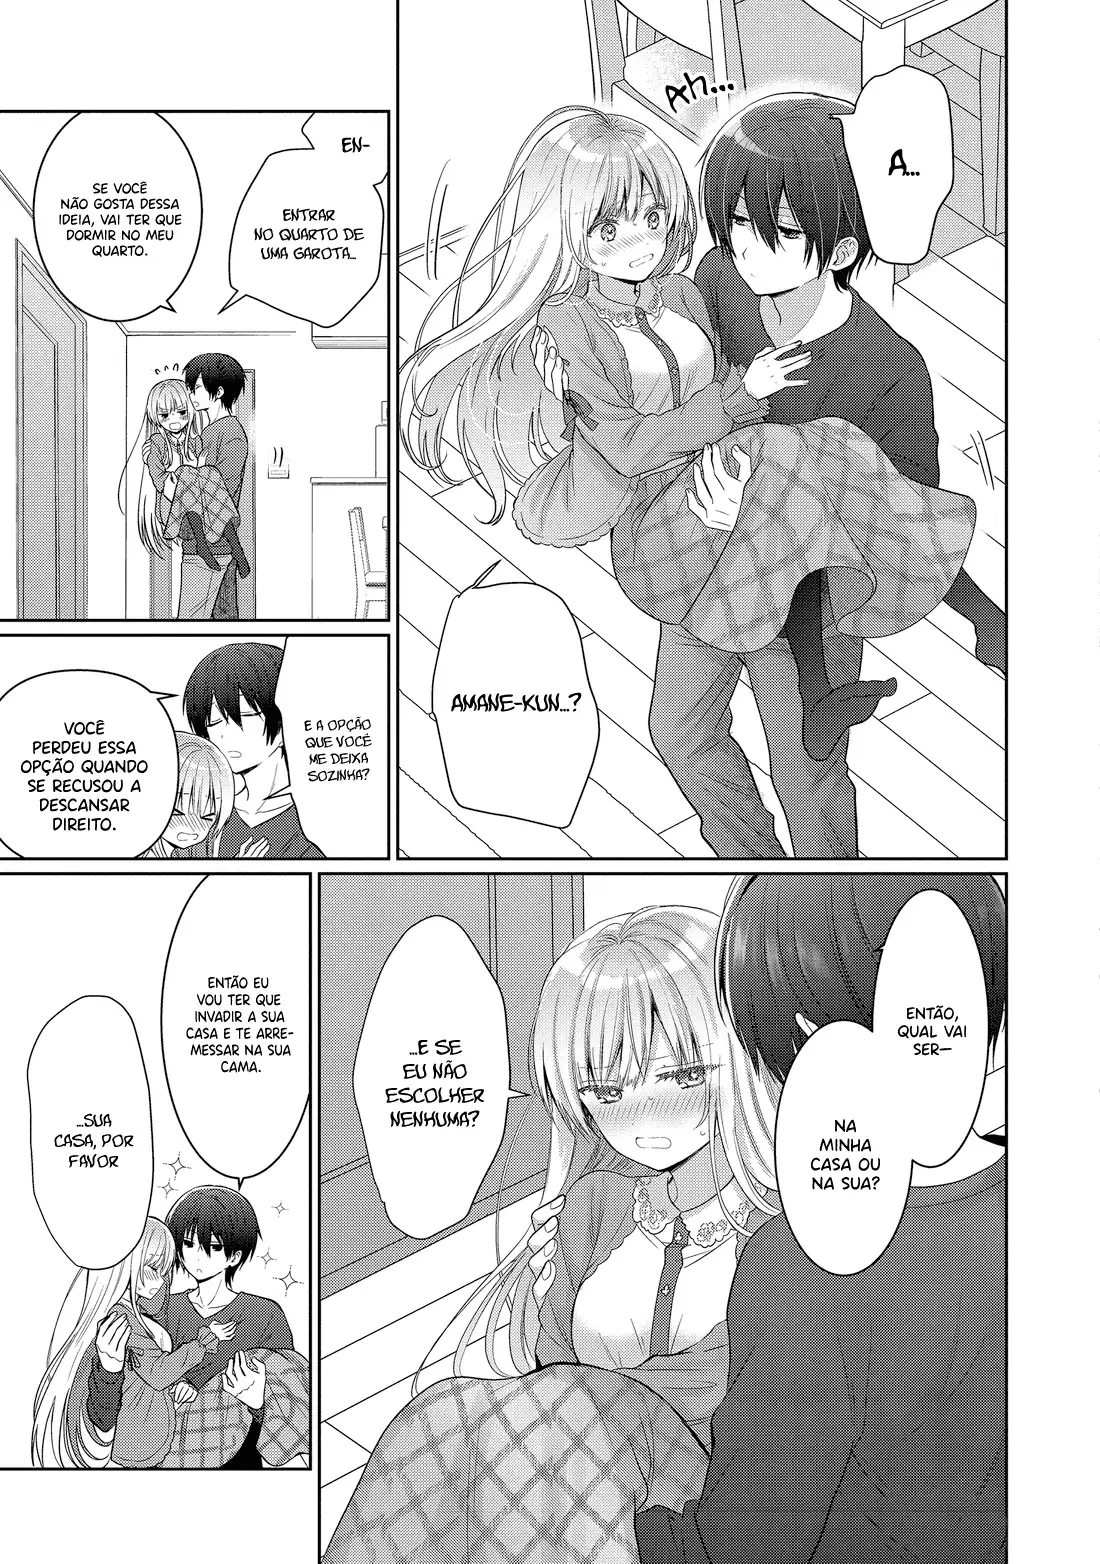 A...
Ah...
AMANE-KUN...?
EN-
ENTRAR
NO QUARTO DE
UMA GAROTA...
SE VOCÊ
NÃO GOSTA DESSA
IDEIA, VAI TER QUE
DORMIR NO MEU
QUARTO.
E A OPÇÃO
QUE VOCÊ
ME DEIXA
SOZINHA?
VOCÊ
PERDEU ESSA
OPÇÃO QUANDO
SE RECUSOU A
DESCANSAR
DIREITO.
ENTÃO,
QUAL VAI
SER—
NA
MINHA
CASA OU
NA SUA?
...E SE
EU NÃO
ESCOLHER
NENHUMA?
ENTÃO EU
VOU TER QUE
INVADIR A SUA
CASA E TE ARRE-
MESSAR NA SUA
CAMA.
...SUA
CASA, POR
FAVOR